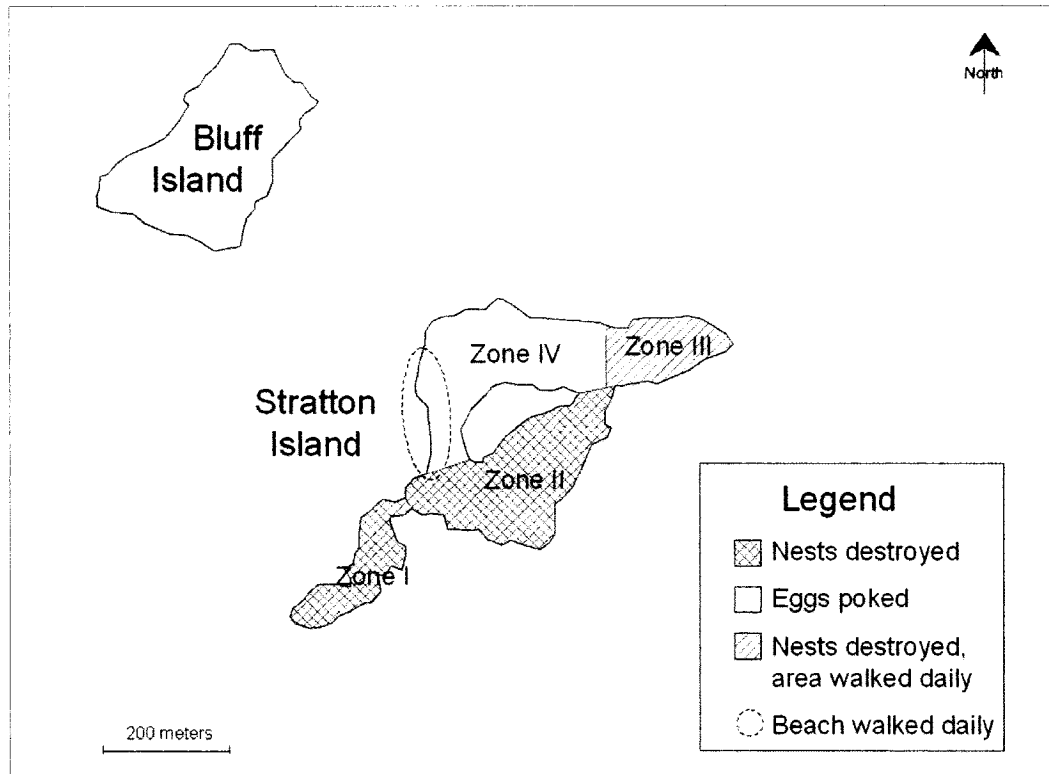 Bluff
Island
North
Zone IV
Zone III
Stratton
Island
Zone II
Zone I
Legend
Nests destroyed
Eggs poked
Nests destroyed,
area walked daily
Beach walked daily
200 meters